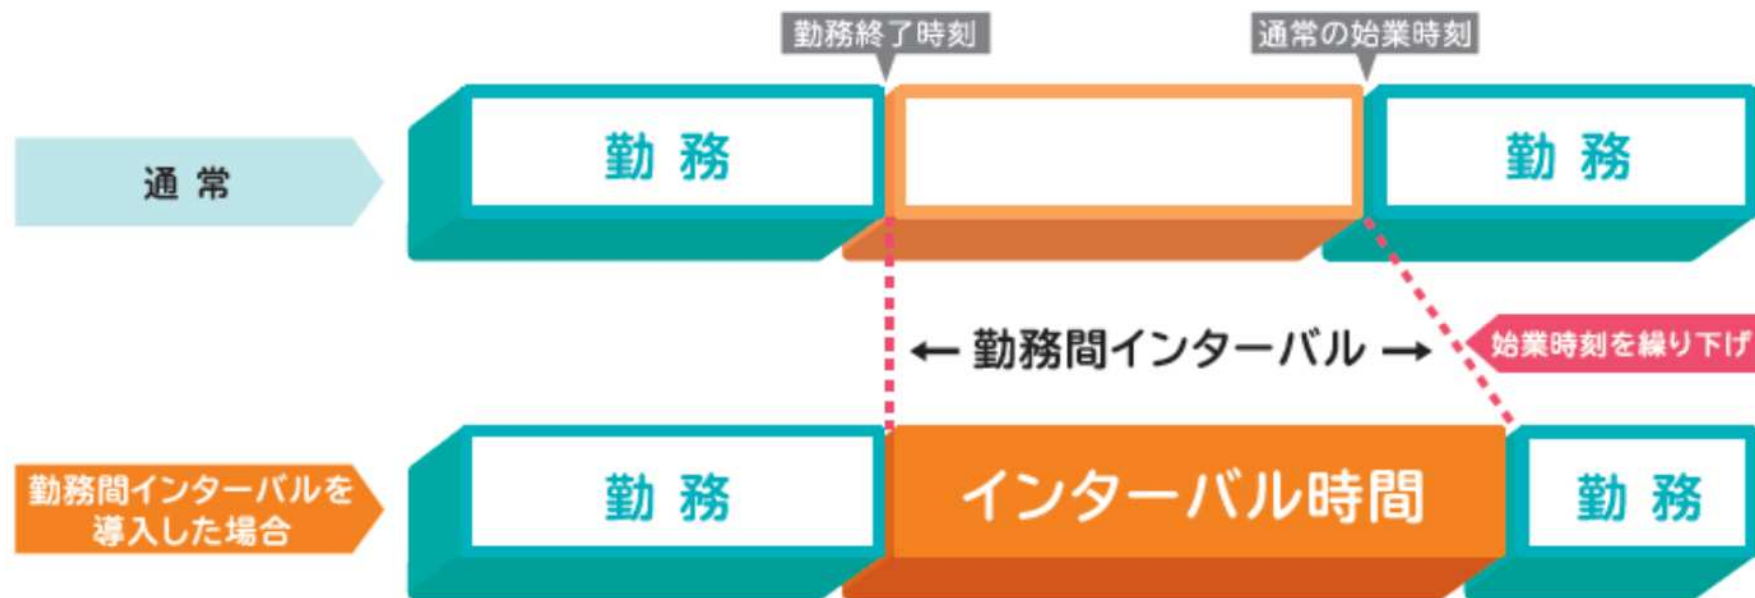 勤務終了時刻
通常の始業時刻
通常
勤務
勤務
← 勤務間インターバル →
始業時刻を繰り下げ
勤務間インターバルを
導入した場合
勤務
インターバル時間
勤務